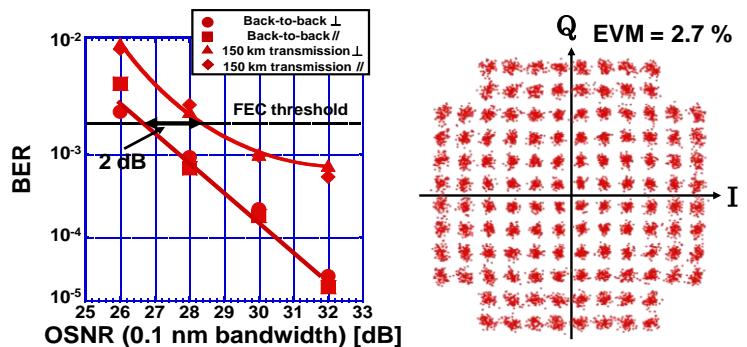 Back-to-back ⊥
Back-to-back //
150 km transmission ⊥
150 km transmission //
10-2
10-3
10-4
10-5
BER
FEC threshold
2 dB
25 26 27 28 29 30 31 32 33
OSNR (0.1 nm bandwidth) [dB]
Q EVM = 2.7 %
I